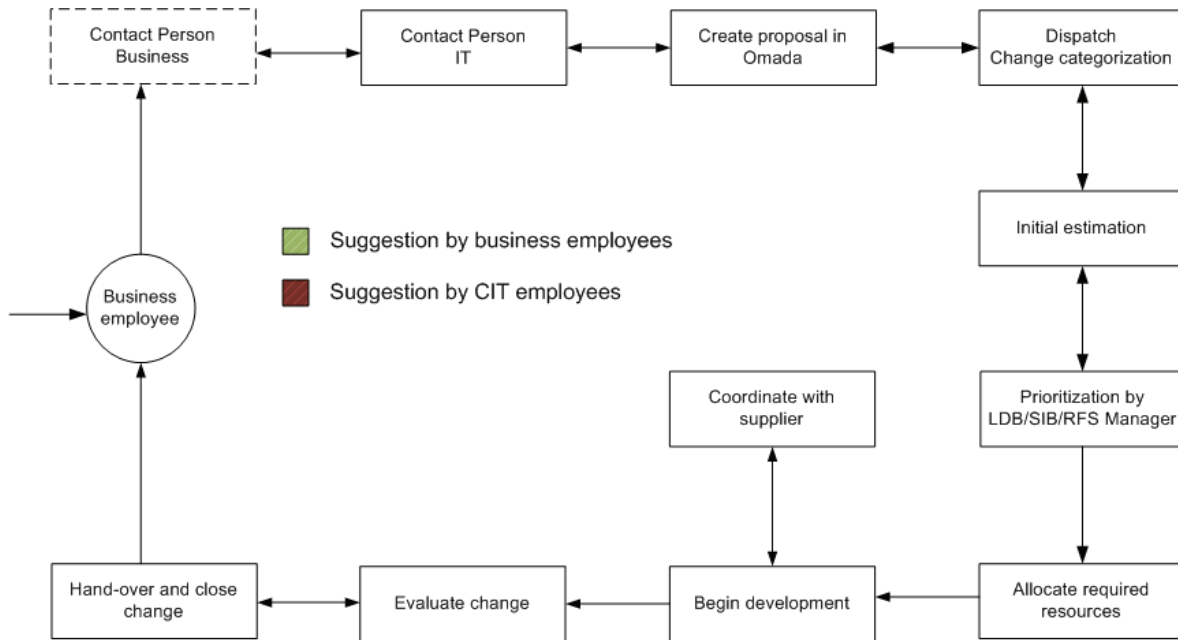 Contact Person
Business
Contact Person
IT
Create proposal in
Omada
Dispatch
Change categorization
Initial estimation
Suggestion by business employees
Suggestion by CIT employees
Business
employee
Coordinate with
supplier
Prioritization by
LDB/SIB/RFS Manager
Hand-over and close
change
Evaluate change
Begin development
Allocate required
resources